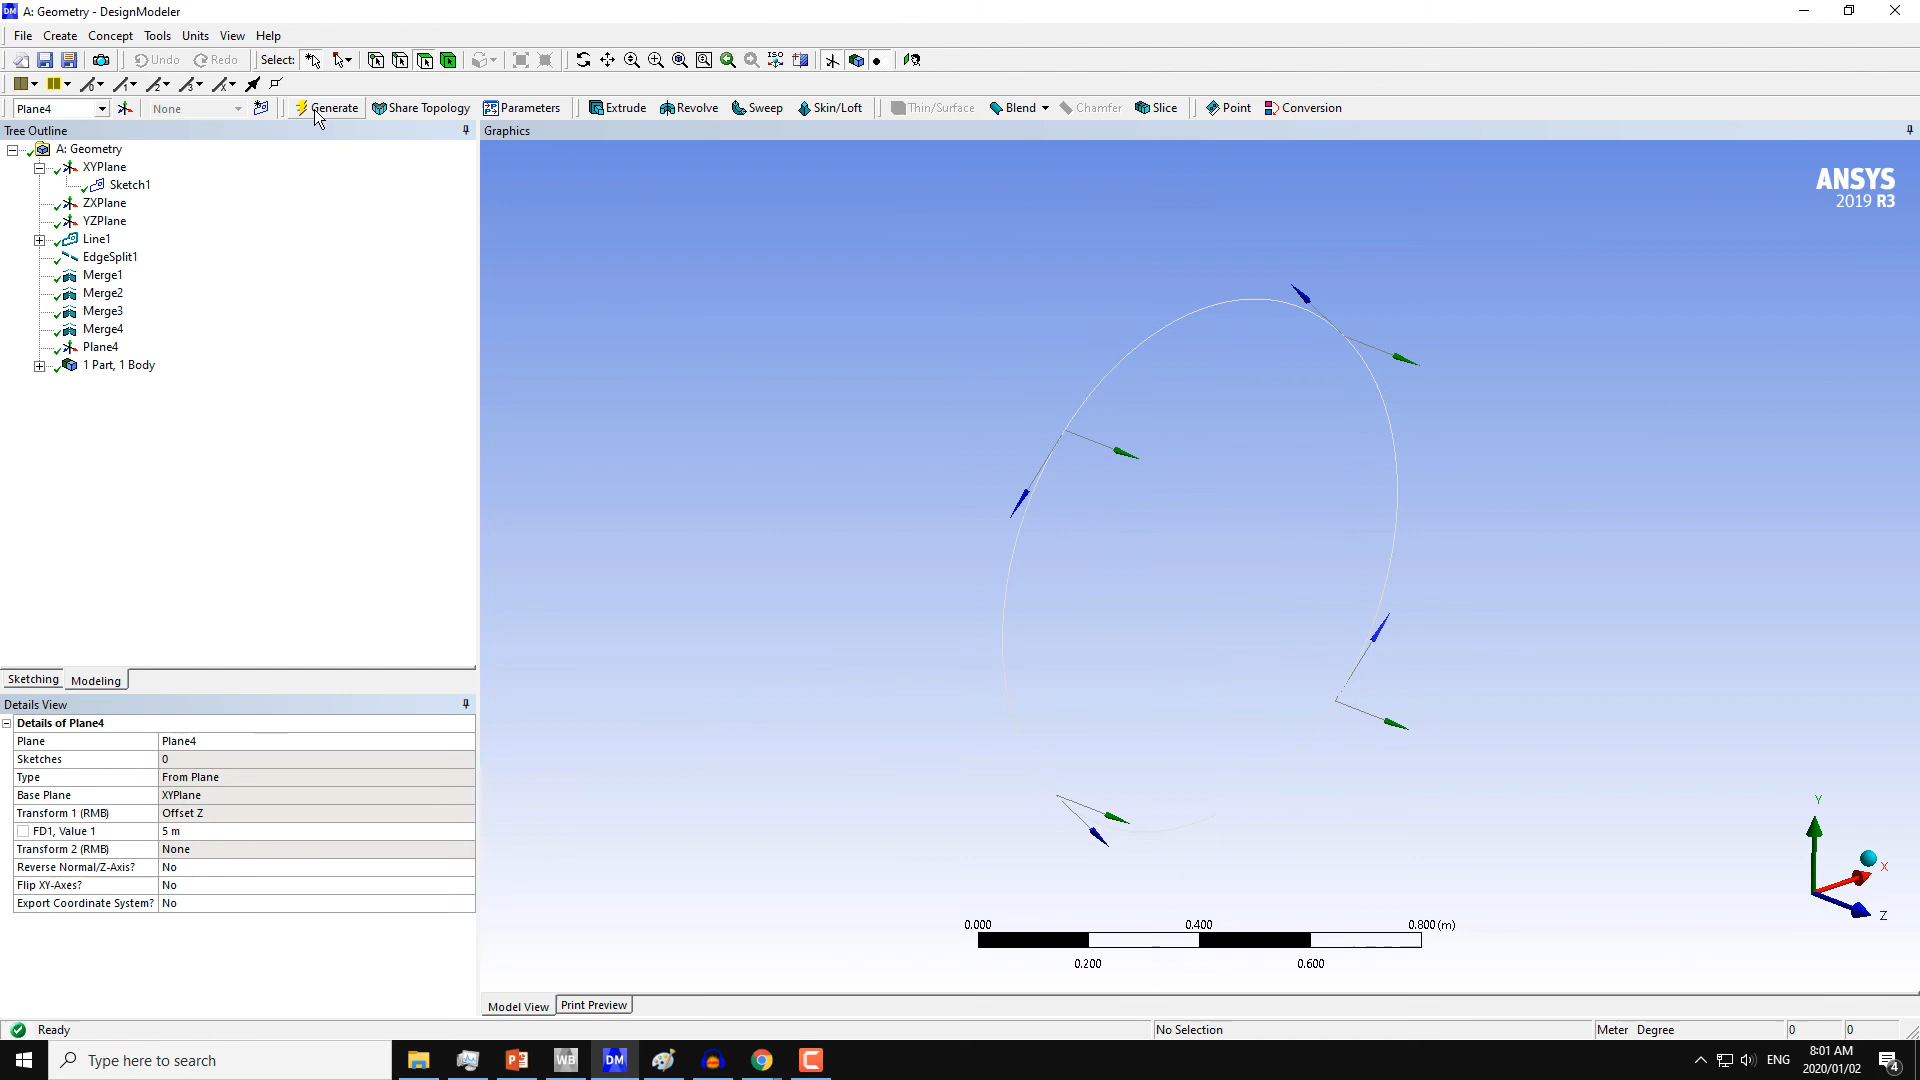 A: Geometry - DesignModeler
File Create Concept Tools Units View Help
Undo Redo Select:
Plane4 None Generate Share Topology Parameters Extrude Revolve Sweep Skin/Loft Thin/Surface Blend Chamfer Slice Point Conversion
Tree Outline
Graphics
A: Geometry
XYPlane
Sketch1
ZXPlane
YZPlane
Line1
EdgeSplit1
Merge1
Merge2
Merge3
Merge4
Plane4
1 Part, 1 Body
ANSYS
2019 R3
Sketching Modeling
Details View
Details of Plane4
Plane Plane4
Sketches 0
Type From Plane
Base Plane XYPlane
Transform 1 (RMB) Offset Z
FD1, Value 1 5 m
Transform 2 (RMB) None
Reverse Normal/Z-Axis? No
Flip XY-Axes? No
Export Coordinate System? No
Y
X
Z
0.000 0.400 0.800 (m)
0.200 0.600
Model View Print Preview
Ready No Selection Meter Degree 0 0
Type here to search
WB DM
ENG
8:01 AM
2020/01/02
4